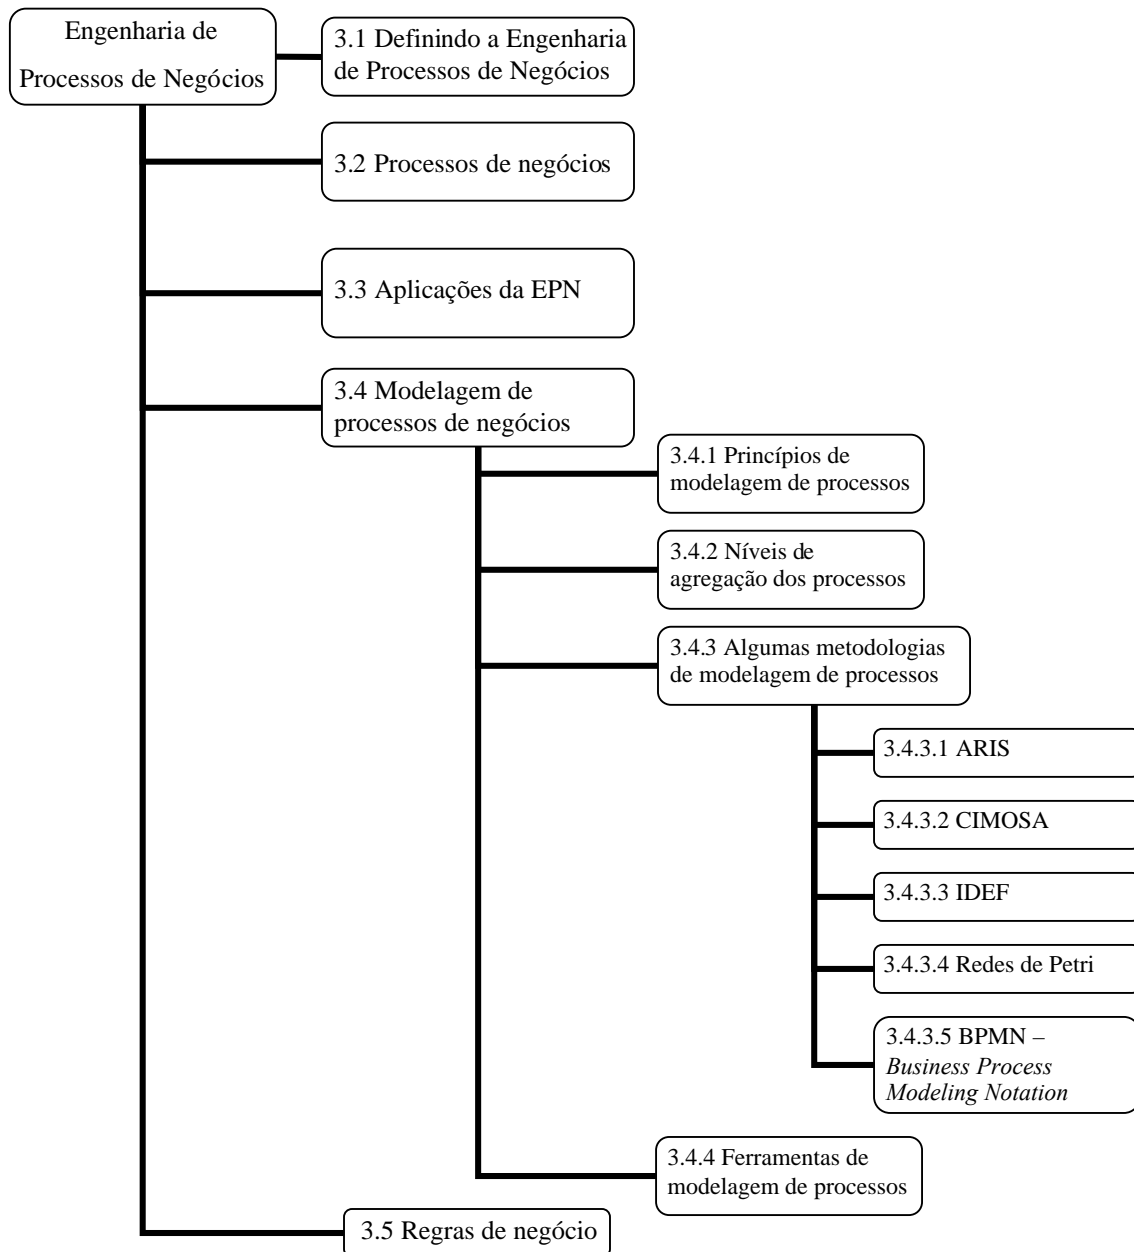 Engenharia de
Processos de Negócios
3.1 Definindo a Engenharia
de Processos de Negócios
3.2 Processos de negócios
3.3 Aplicações da EPN
3.4 Modelagem de
processos de negócios
3.4.1 Princípios de
modelagem de processos
3.4.2 Níveis de
agregação dos processos
3.4.3 Algumas metodologias
de modelagem de processos
3.4.3.1 ARIS
3.4.3.2 CIMOSA
3.4.3.3 IDEF
3.4.3.4 Redes de Petri
3.4.3.5 BPMN –
Business Process
Modeling Notation
3.4.4 Ferramentas de
modelagem de processos
3.5 Regras de negócio